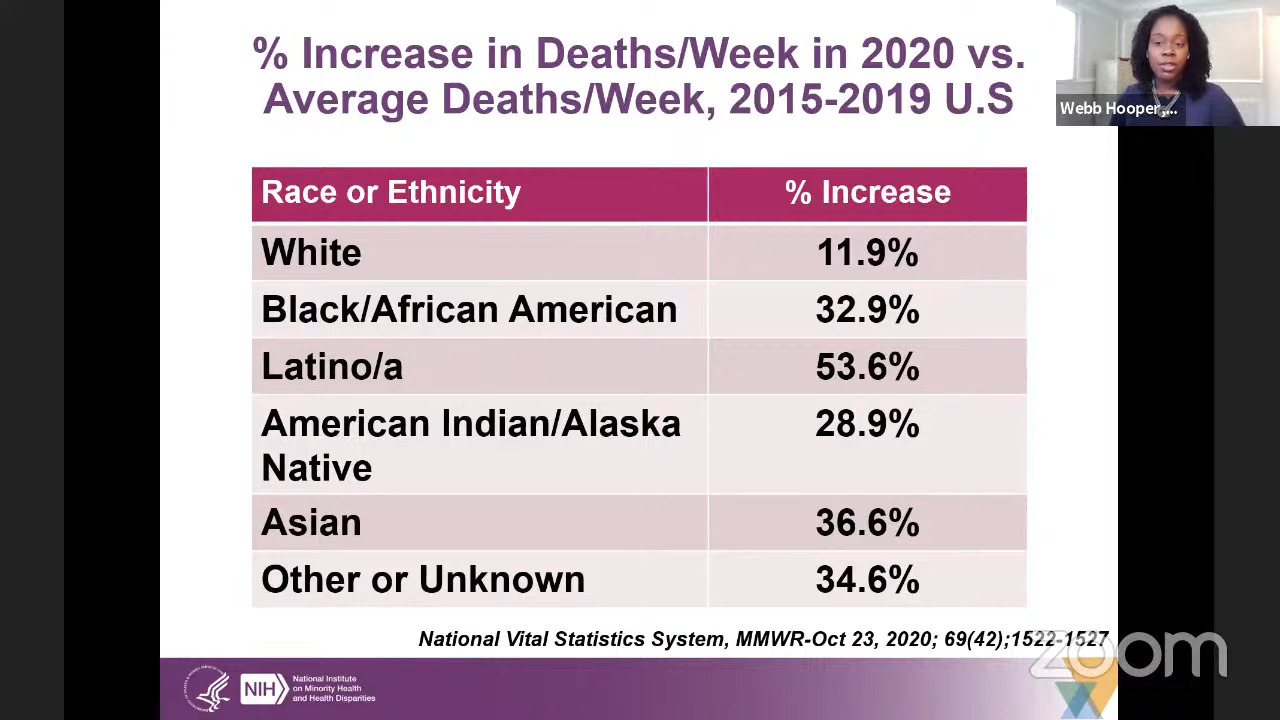 % Increase in Deaths/Week in 2020 vs.
Average Deaths/Week, 2015-2019 U.S
Webb Hooper,...
Race or Ethnicity % Increase
White 11.9%
Black/African American 32.9%
Latino/a 53.6%
American Indian/Alaska 28.9%
Native
Asian 36.6%
Other or Unknown 34.6%
National Vital Statistics System, MMWR-Oct 23, 2020; 69(42);1522-1527
zoom
NIH
National Institute
on Minority Health
and Health Disparities